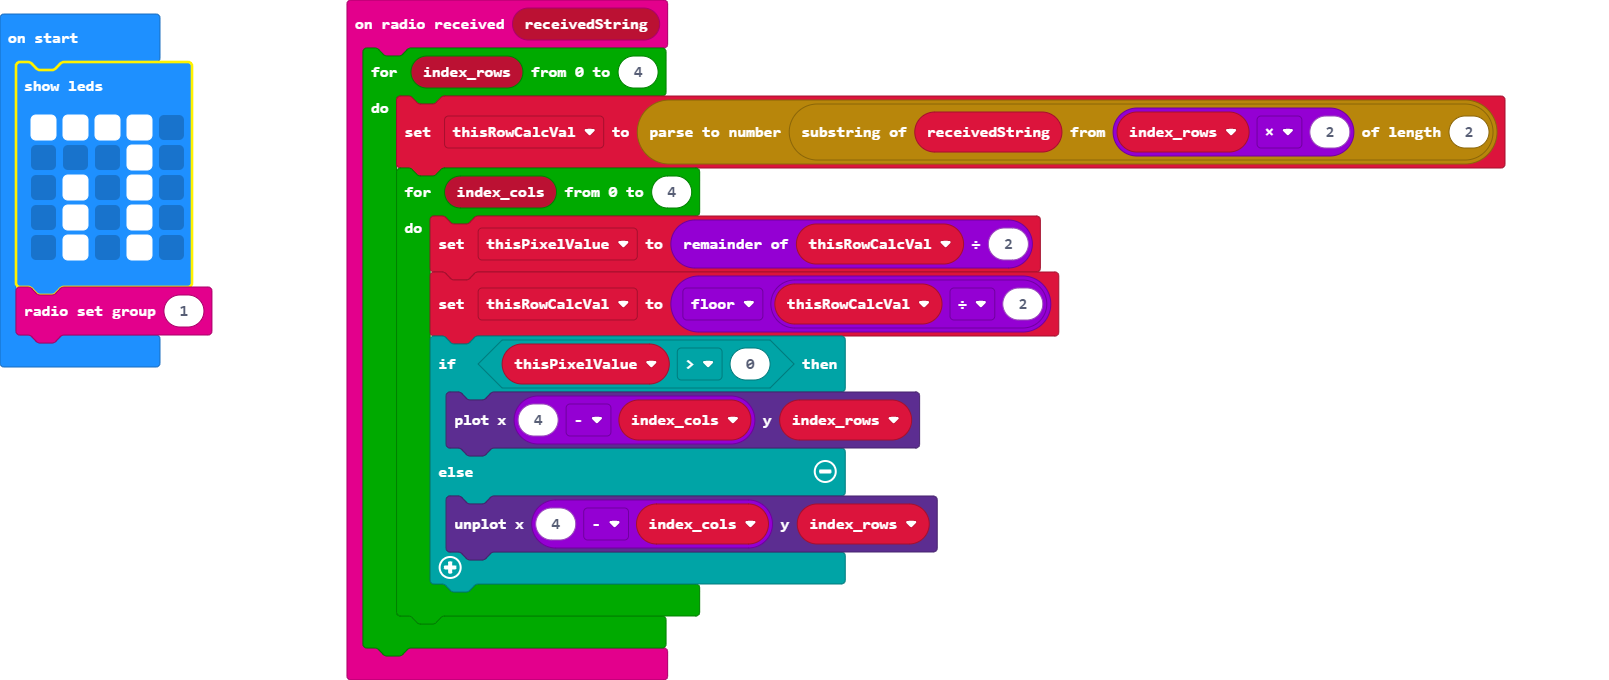 on start
show leds
radio set group 1
on radio received receivedString
for index_rows from 0 to 4
do
set thisRowCalcVal to parse to number substring of receivedString from index_rows × 2 of length 2
for index_cols from 0 to 4
do
set thisPixelValue to remainder of thisRowCalcVal ÷ 2
set thisRowCalcVal to floor thisRowCalcVal ÷ 2
if thisPixelValue > 0 then
plot x 4 - index_cols y index_rows
else
unplot x 4 - index_cols y index_rows